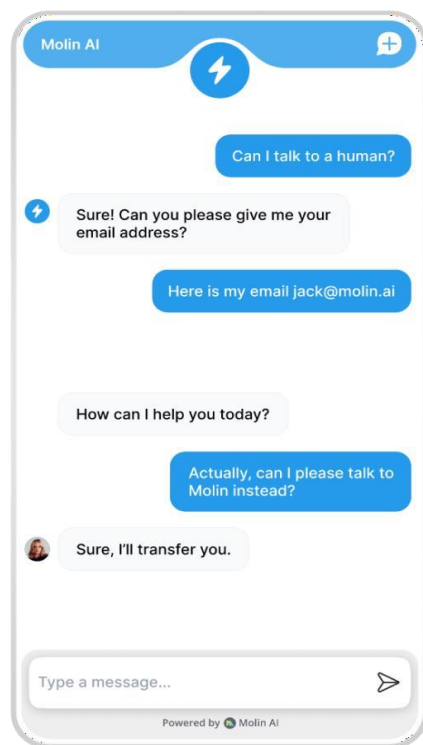 Molin AI
Can I talk to a human?
Sure! Can you please give me your
email address?
Here is my email jack@molin.ai
How can I help you today?
Actually, can I please talk to
Molin instead?
Sure, I'll transfer you.
Type a message...
Powered by Molin AI